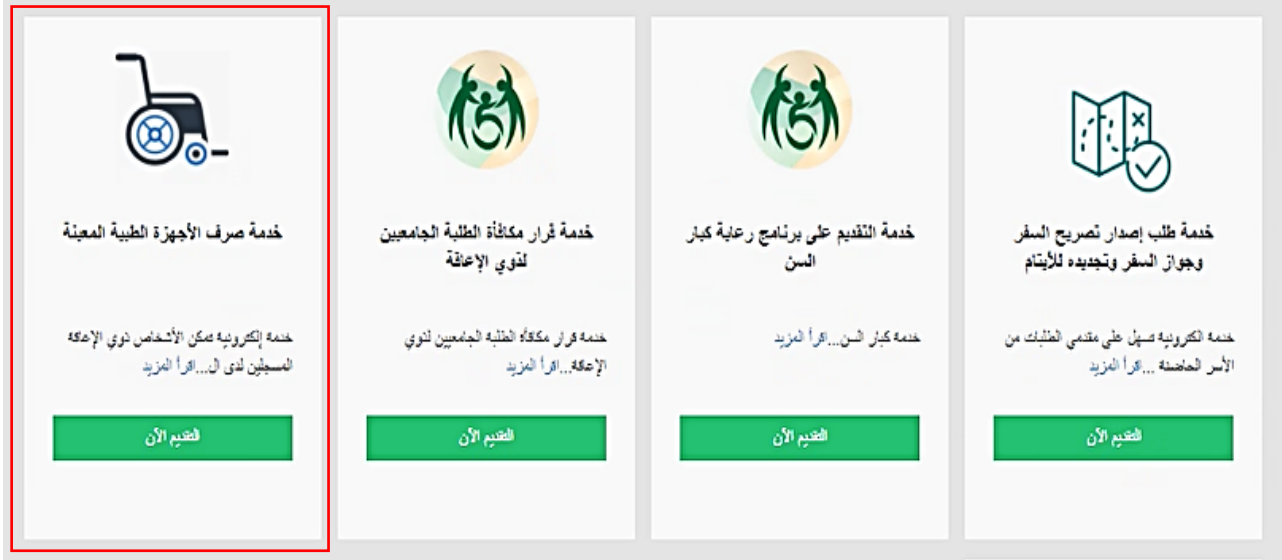 خدمة طلب إصدار تصريح السفر
وجواز السفر وتجديده للأيتام
خدمة الكترونية تسهل على مقدمي الطلبات من
الأسر الحاضنة ...اقرأ المزيد
التقديم الآن
خدمة التقديم على برنامج رعاية كبار
السن
خدمة كبار السن...اقرأ المزيد
التقديم الآن
خدمة قرار مكافأة الطلبة الجامعيين
لذوي الإعاقة
خدمة قرار مكافأة الطلبة الجامعيين لذوي
الإعاقة...اقرأ المزيد
التقديم الآن
خدمة صرف الأجهزة الطبية المعينة
خدمة إلكترونية تمكن الأشخاص ذوي الإعاقة
المسجلين لدى ال...اقرأ المزيد
التقديم الآن